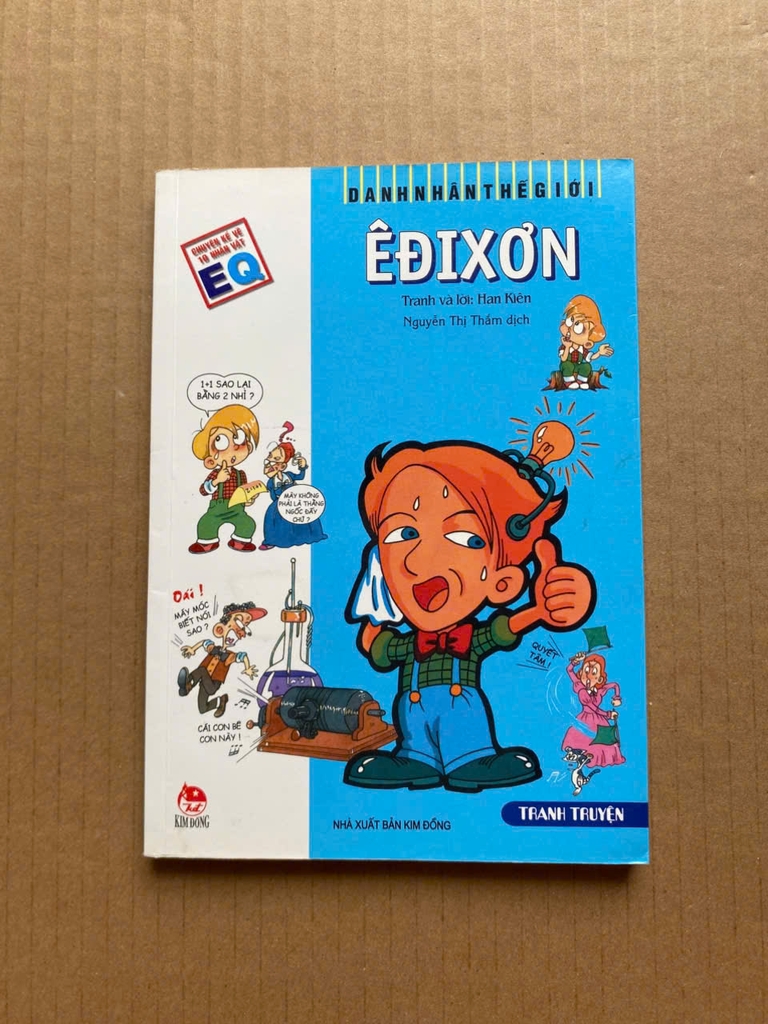 DANH NHÂN THẾ GIỚI
CHUYỆN KỂ VỀ
10 NHÂN VẬT
EQ
ÊĐIXƠN
Tranh và lời: Han Kiên
Nguyễn Thị Thắm dịch
1+1 SAO LẠI
BẰNG 2 NHỈ ?
?...
MÀY KHÔNG
PHẢI LÀ THẰNG
NGỐC ĐẤY
CHỨ ?
Oái !
MÁY MÓC
BIẾT NÓI
SAO ?
CÁI CON BÉ
CON NÀY !
QUYẾT
TÂM !
KIM ĐỒNG
NHÀ XUẤT BẢN KIM ĐỒNG
TRANH TRUYỆN